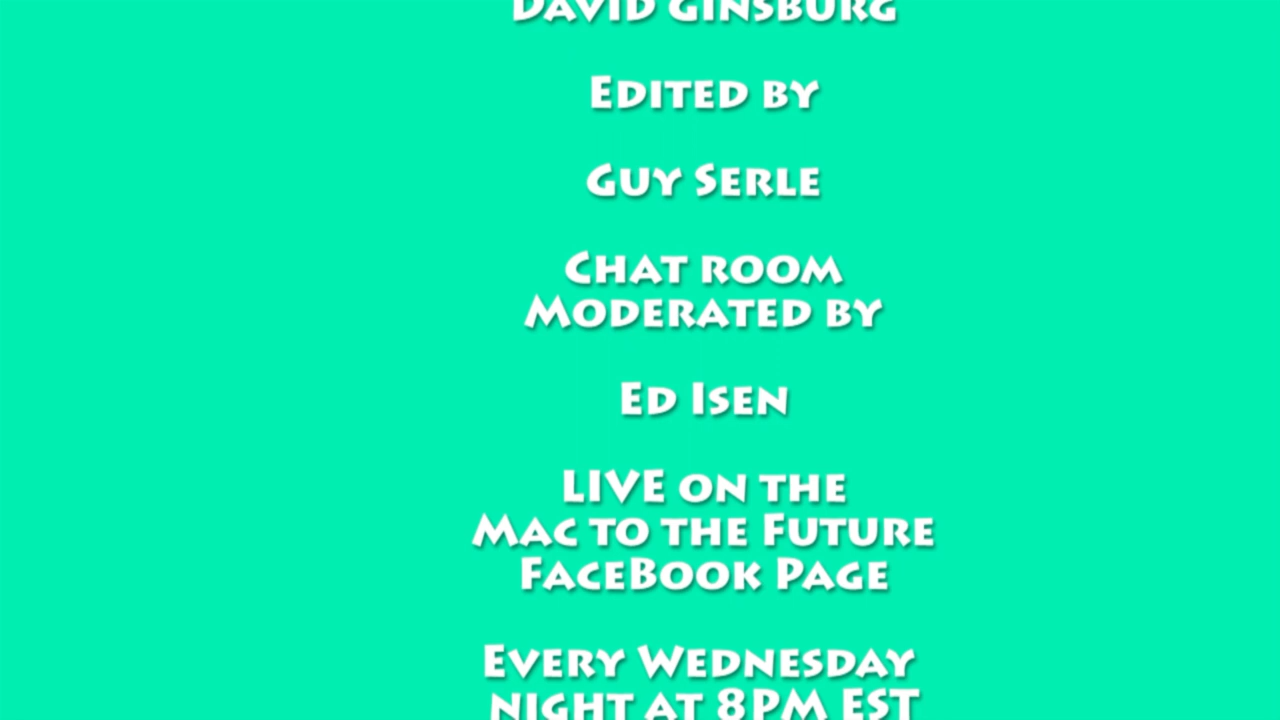 David Ginsburg
Edited by
Guy Serle
Chat room
Moderated by
Ed Isen
LIVE on the
Mac to the Future
FaceBook Page
Every Wednesday
night at 8PM EST